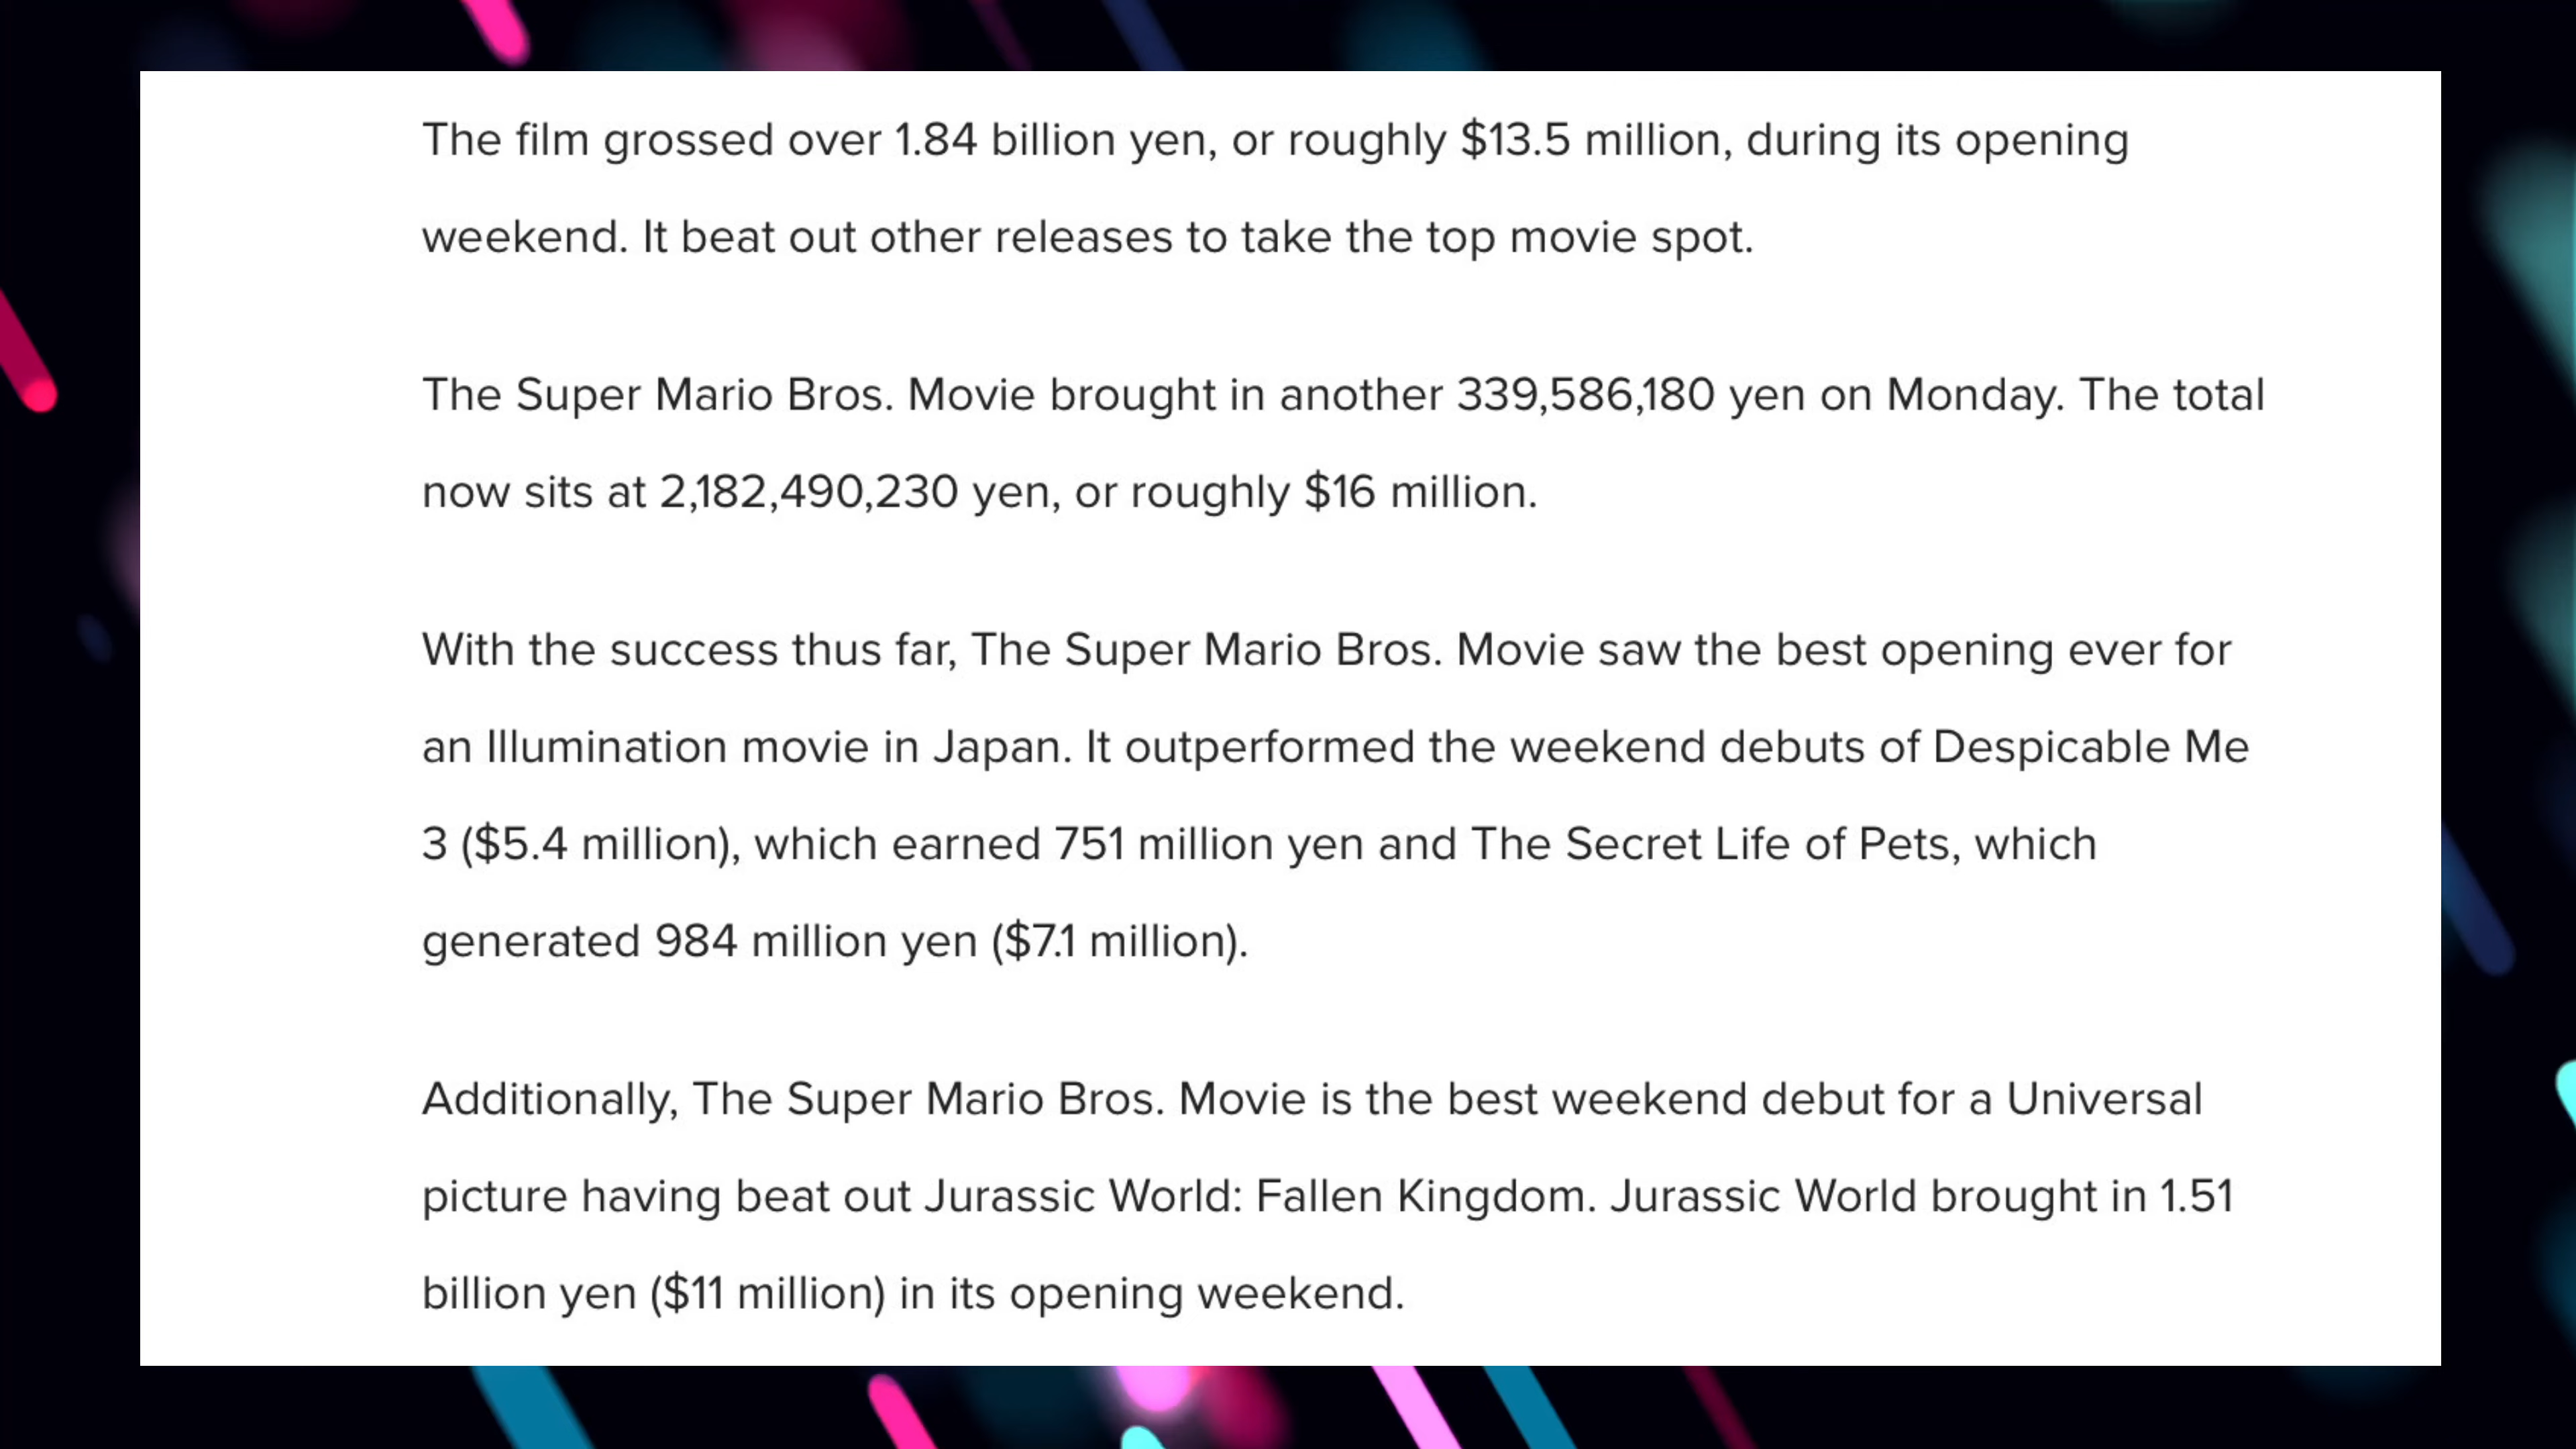 The film grossed over 1.84 billion yen, or roughly $13.5 million, during its opening
weekend. It beat out other releases to take the top movie spot.
The Super Mario Bros. Movie brought in another 339,586,180 yen on Monday. The total
now sits at 2,182,490,230 yen, or roughly $16 million.
With the success thus far, The Super Mario Bros. Movie saw the best opening ever for
an Illumination movie in Japan. It outperformed the weekend debuts of Despicable Me
3 ($5.4 million), which earned 751 million yen and The Secret Life of Pets, which
generated 984 million yen ($7.1 million).
Additionally, The Super Mario Bros. Movie is the best weekend debut for a Universal
picture having beat out Jurassic World: Fallen Kingdom. Jurassic World brought in 1.51
billion yen ($11 million) in its opening weekend.